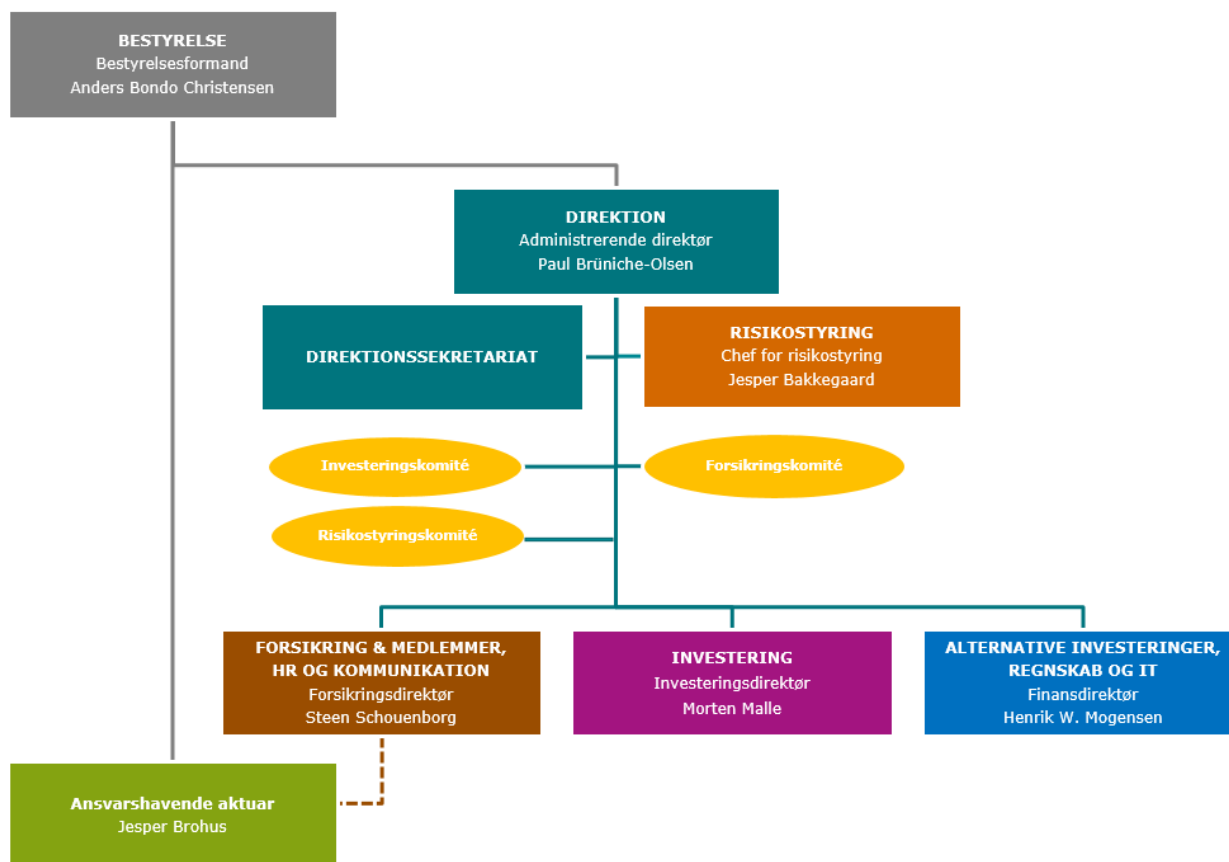 BESTYRELSE
Bestyrelsesformand
Anders Bondo Christensen
DIREKTION
Administrerende direktør
Paul Brüniche-Olsen
DIREKTIONSSEKRETARIAT
RISIKOSTYRING
Chef for risikostyring
Jesper Bakkegaard
Investeringskomité
Forsikringskomité
Risikostyringskomité
FORSIKRING & MEDLEMMER,
HR OG KOMMUNIKATION
Forsikringsdirektør
Steen Schouenborg
INVESTERING
Investeringsdirektør
Morten Malle
ALTERNATIVE INVESTERINGER,
REGNSKAB OG IT
Finansdirektør
Henrik W. Mogensen
Ansvarshavende aktuar
Jesper Brohus